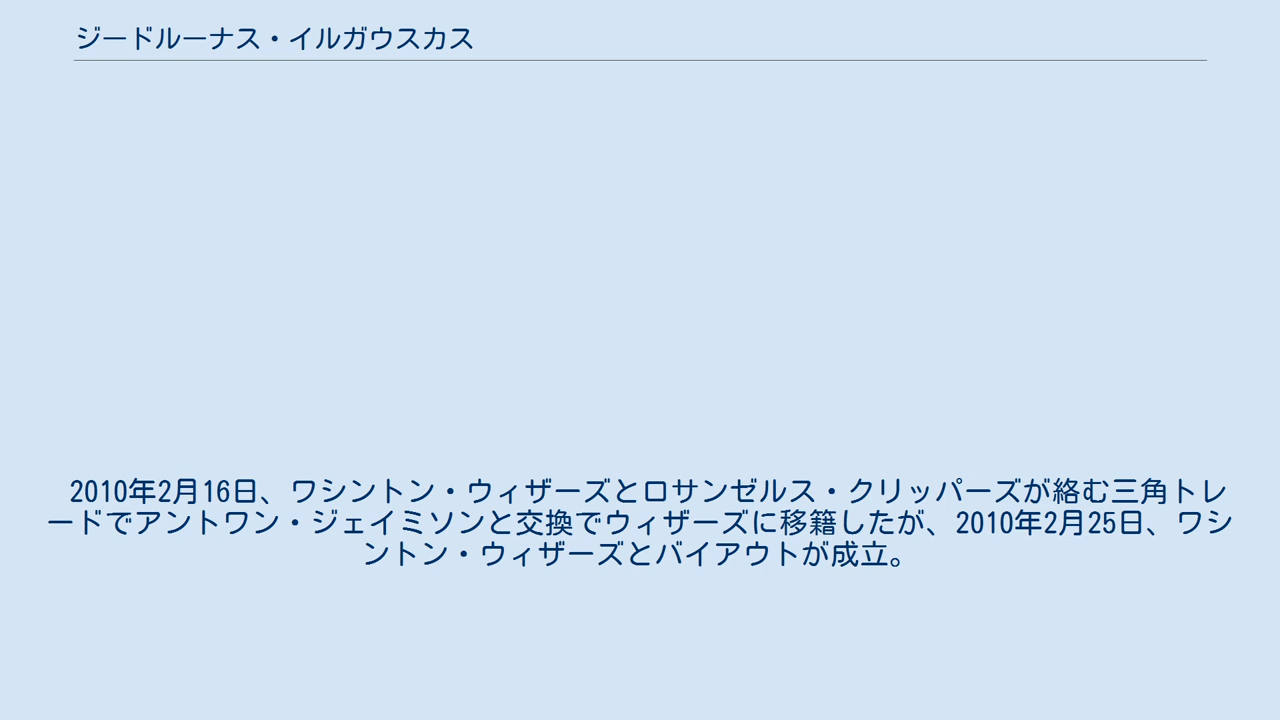 ジードルーナス・イルガウスカス
2010年2月16日、ワシントン・ウィザーズとロサンゼルス・クリッパーズが絡む三角トレ
ードでアントワン・ジェイミソンと交換でウィザーズに移籍したが、2010年2月25日、ワシ
ントン・ウィザーズとバイアウトが成立。